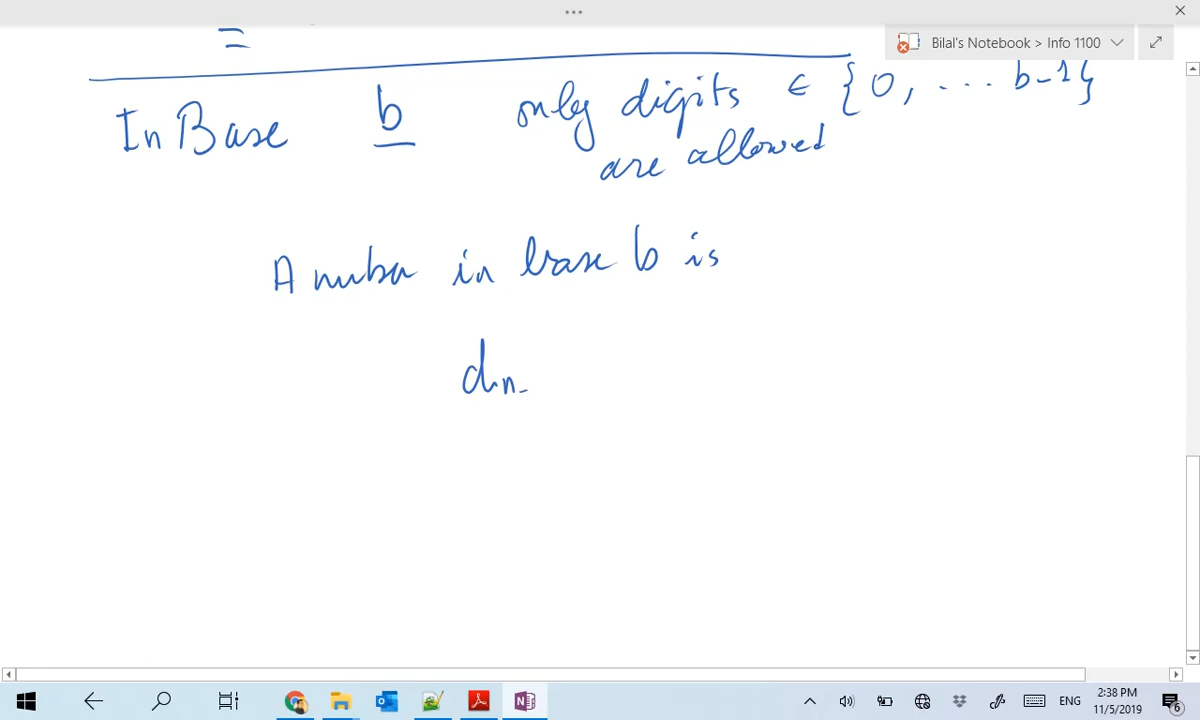 Bilal's Notebook > Info 1100
=
In Base b only digits ∈ {0, ... b-1}
are allowed
A number in base b is
dn-
ENG
2:38 PM
11/5/2019
6